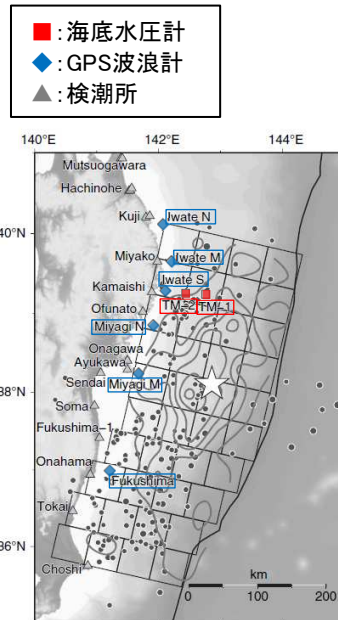 :海底水圧計
:GPS波浪計
:検潮所
140°E
142°E
144°E
Mutsuogawara
Hachinohe
Kuji
Iwate N
40°N
Miyako
Iwate M
Kamaishi
Iwate S
TM-2
TM-1
Ofunato
Miyagi N
Onagawa
Ayukawa
Sendai
Miyagi M
38°N
Soma
Fukushima-1
Onahama
Fukushima
Tokai
36°N
Choshi
km
0
100
200